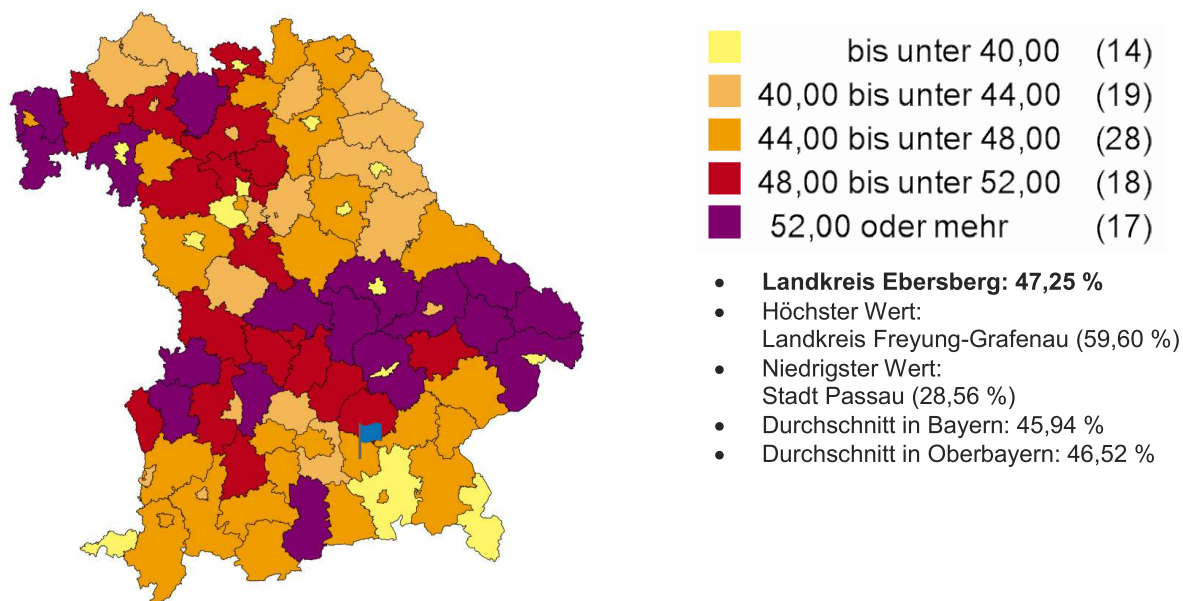 bis unter 40,00 (14)
40,00 bis unter 44,00 (19)
44,00 bis unter 48,00 (28)
48,00 bis unter 52,00 (18)
52,00 oder mehr (17)
• Landkreis Ebersberg: 47,25 %
• Höchster Wert:
Landkreis Freyung-Grafenau (59,60 %)
• Niedrigster Wert:
Stadt Passau (28,56 %)
• Durchschnitt in Bayern: 45,94 %
• Durchschnitt in Oberbayern: 46,52 %